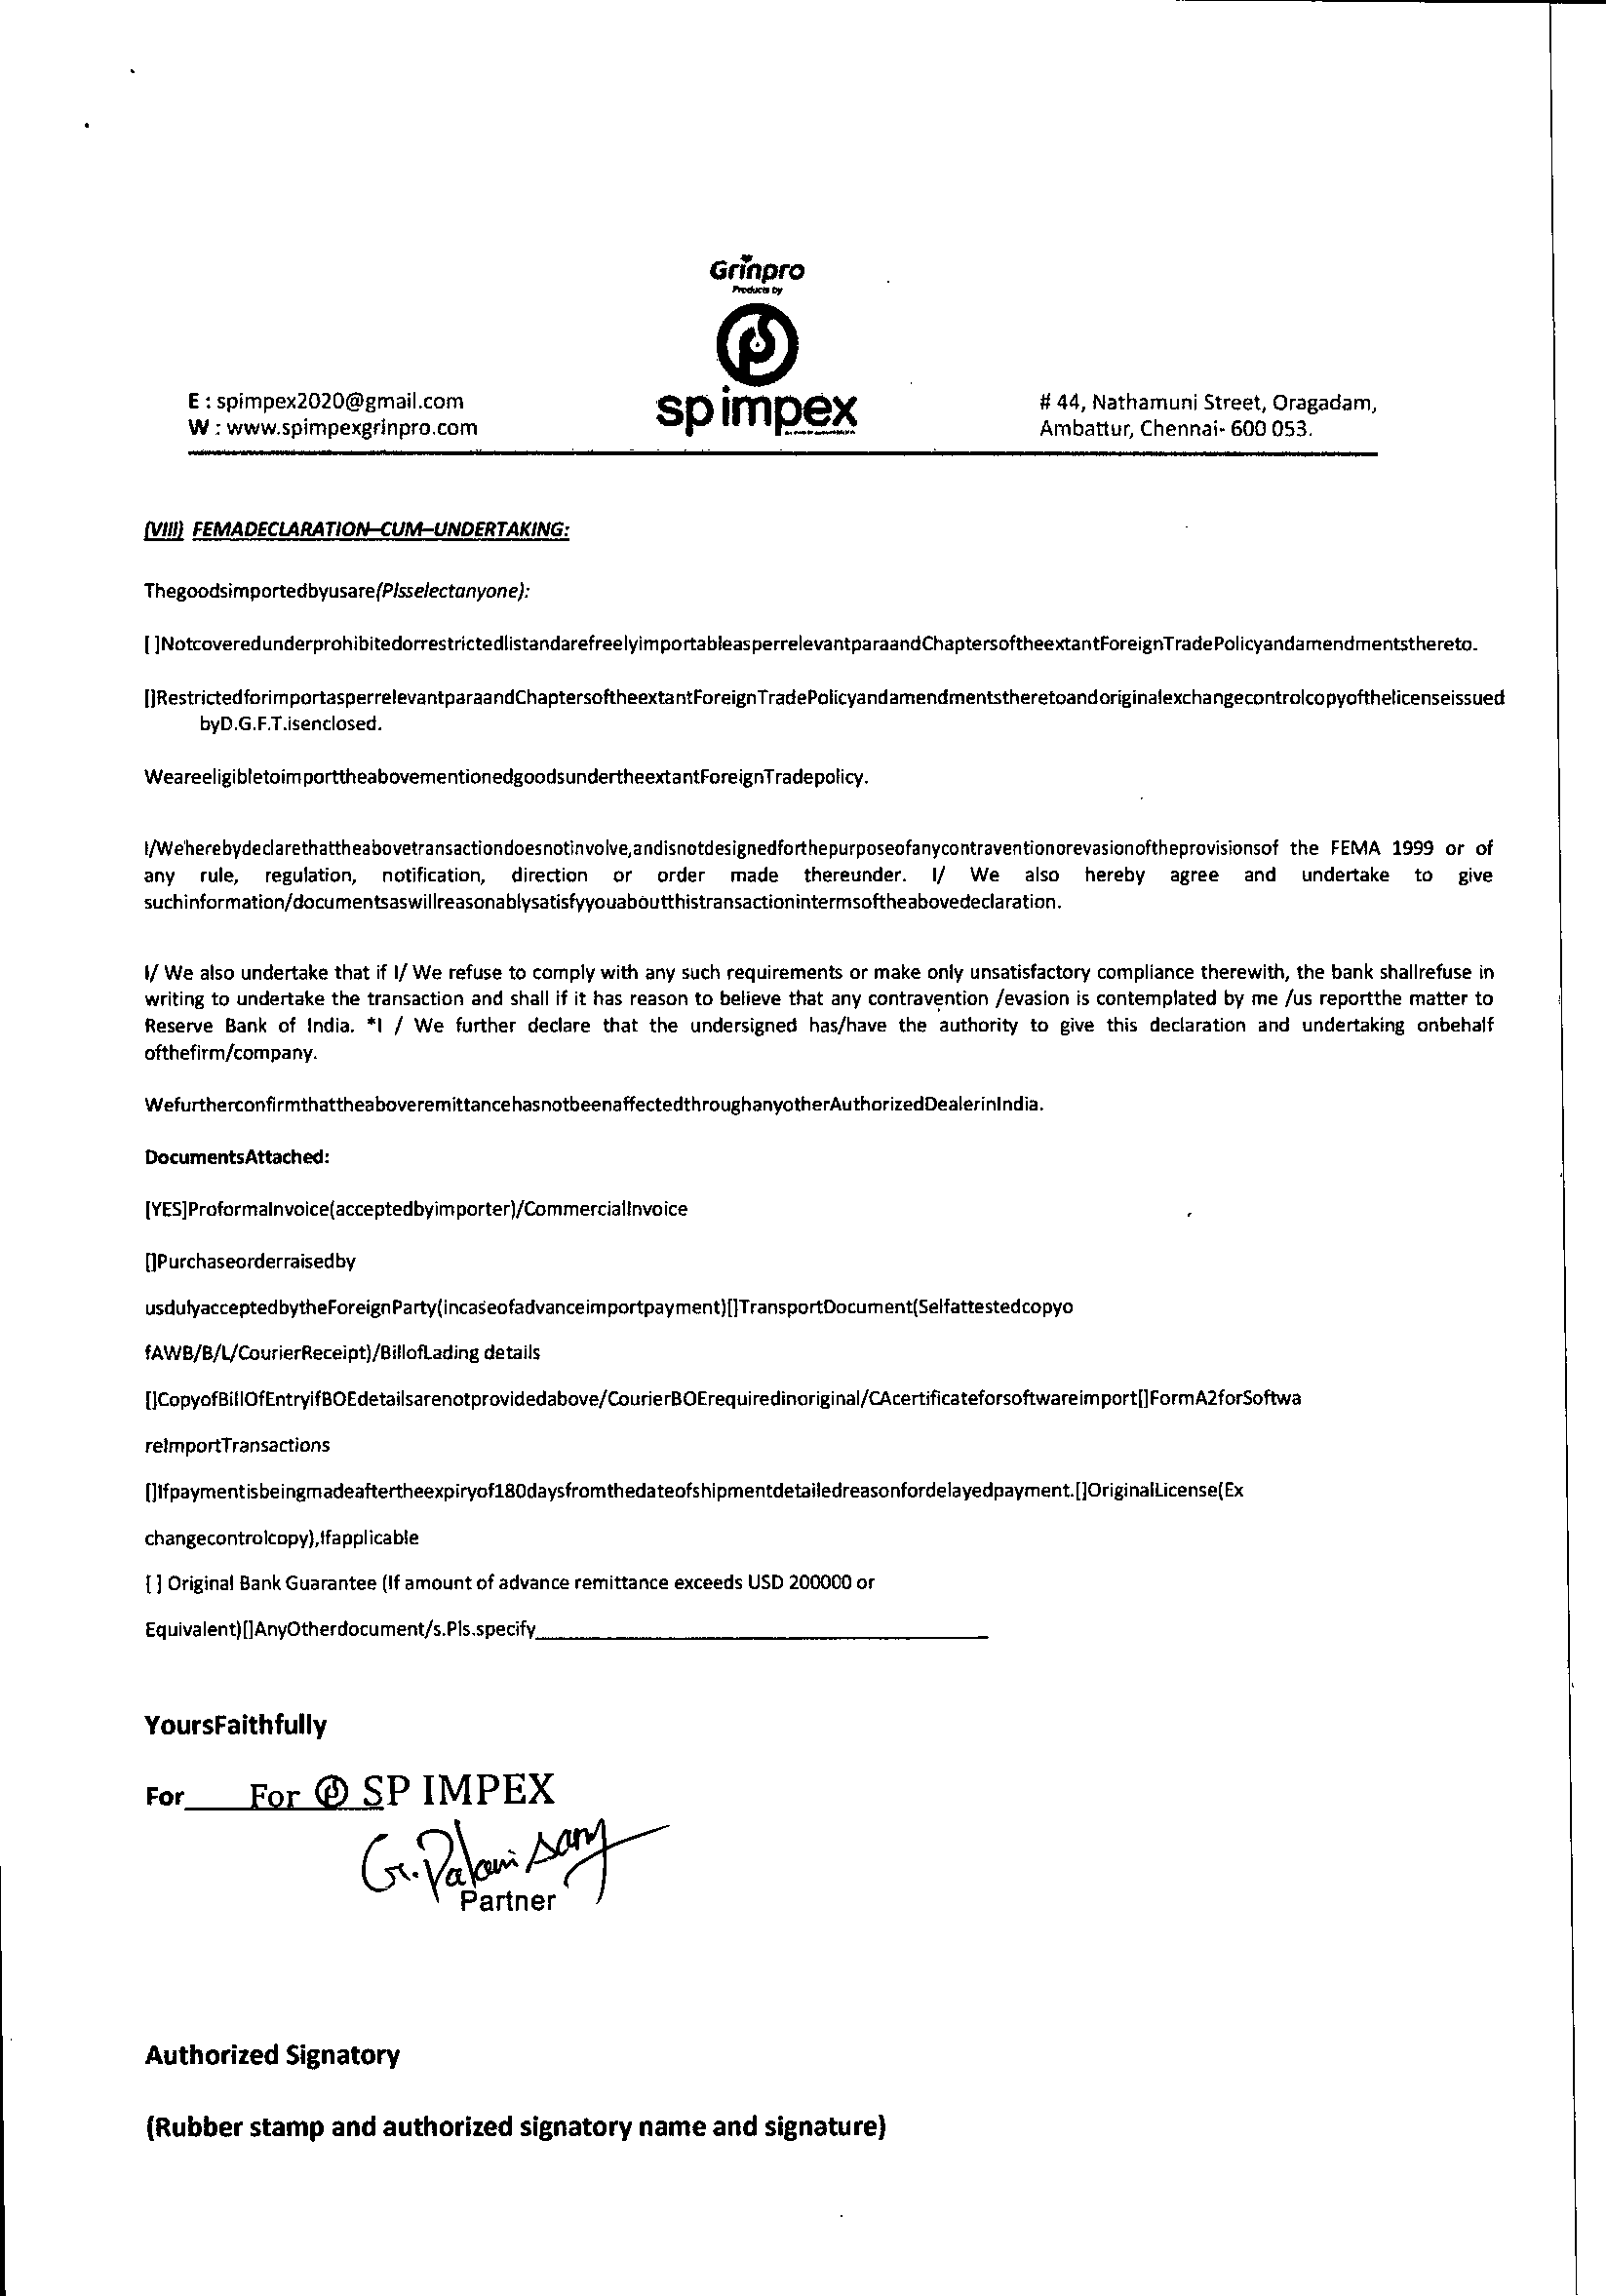 Grinpro
Products by
sp impex
E : spimpex2020@gmail.com
W : www.spimpexgrinpro.com
# 44, Nathamuni Street, Oragadam,
Ambattur, Chennai- 600 053.
(VIII) FEMADECLARATION–CUM–UNDERTAKING:
Thegoodsimportedbyusare(Plsselectanyone):
[ ]NotcoveredunderprohibitedorrestrictedlistandarefreelyimportableasperrelevantparaandChaptersoftheextantForeignTradePolicyandamendmentsthereto.
[]RestrictedforimportasperrelevantparaandChaptersoftheextantForeignTradePolicyandamendmentstheretoandoriginalexchangecontrolcopyofthelicenseissued
byD.G.F.T.isenclosed.
WeareeligibletoimporttheabovementionedgoodsundertheextantForeignTradepolicy.
I/Weherebydeclarethattheabovetransactiondoesnotinvolve,andisnotdesignedforthepurposeofanycontraventionorevasionoftheprovisionsof the FEMA 1999 or of
any rule, regulation, notification, direction or order made thereunder. I/ We also hereby agree and undertake to give
suchinformation/documentsaswillreasonablysatisfyyouaboutthistransactionintermsoftheabovedeclaration.
I/ We also undertake that if I/ We refuse to comply with any such requirements or make only unsatisfactory compliance therewith, the bank shallrefuse in
writing to undertake the transaction and shall if it has reason to believe that any contravention /evasion is contemplated by me /us reportthe matter to
Reserve Bank of India. *I / We further declare that the undersigned has/have the authority to give this declaration and undertaking onbehalf
ofthefirm/company.
WefurtherconfirmthattheaboveremittancehasnotbeenaffectedthroughanyotherAuthorizedDealerinIndia.
DocumentsAttached:
[YES]ProformaInvoice(acceptedbyimporter)/CommercialInvoice
[]Purchaseorderraisedby
usdulyacceptedbytheForeignParty(incaseofadvanceimportpayment)[]TransportDocument(Selfattestedcopyo
fAWB/B/L/CourierReceipt)/BillofLading details
[]CopyofBillOfEntryifBOEdetailsarenotprovidedabove/CourierBOErequiredinoriginal/CAcertificateforsoftwareimport[]FormA2forSoftwa
reImportTransactions
[]Ifpaymentisbeingmadeaftertheexpiryof180daysfromthedateofshipmentdetailedreasonfordelayedpayment.[]OriginalLicense(Ex
changecontrolcopy),Ifapplicable
[ ] Original Bank Guarantee (If amount of advance remittance exceeds USD 200000 or
Equivalent)[]AnyOtherdocument/s.Pls.specify
YoursFaithfully
For For SP IMPEX
G. Palanisamy
Partner
Authorized Signatory
(Rubber stamp and authorized signatory name and signature)